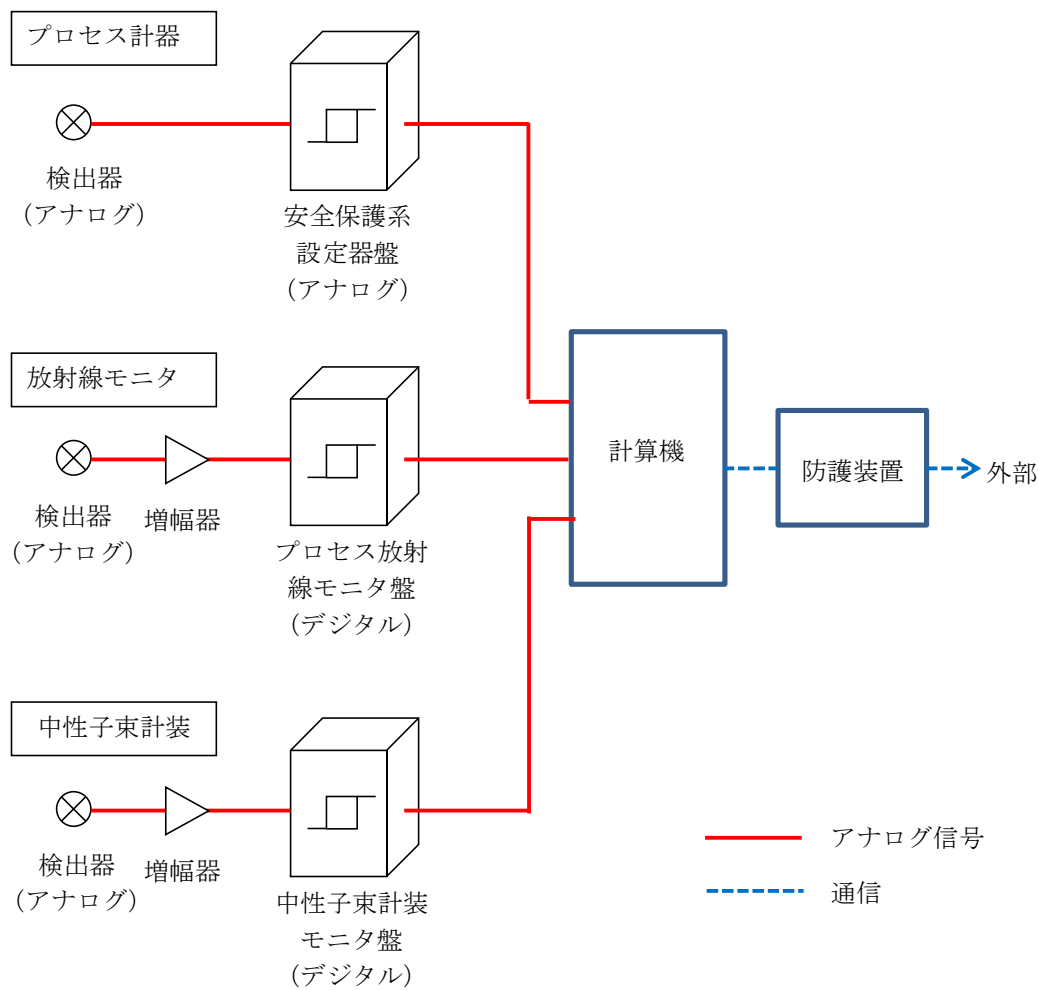 プロセス計器
検出器
(アナログ)
安全保護系
設定器盤
(アナログ)
放射線モニタ
検出器
(アナログ)
増幅器
プロセス放射
線モニタ盤
(デジタル)
中性子束計装
検出器
(アナログ)
増幅器
中性子束計装
モニタ盤
(デジタル)
計算機
防護装置
外部
アナログ信号
通信